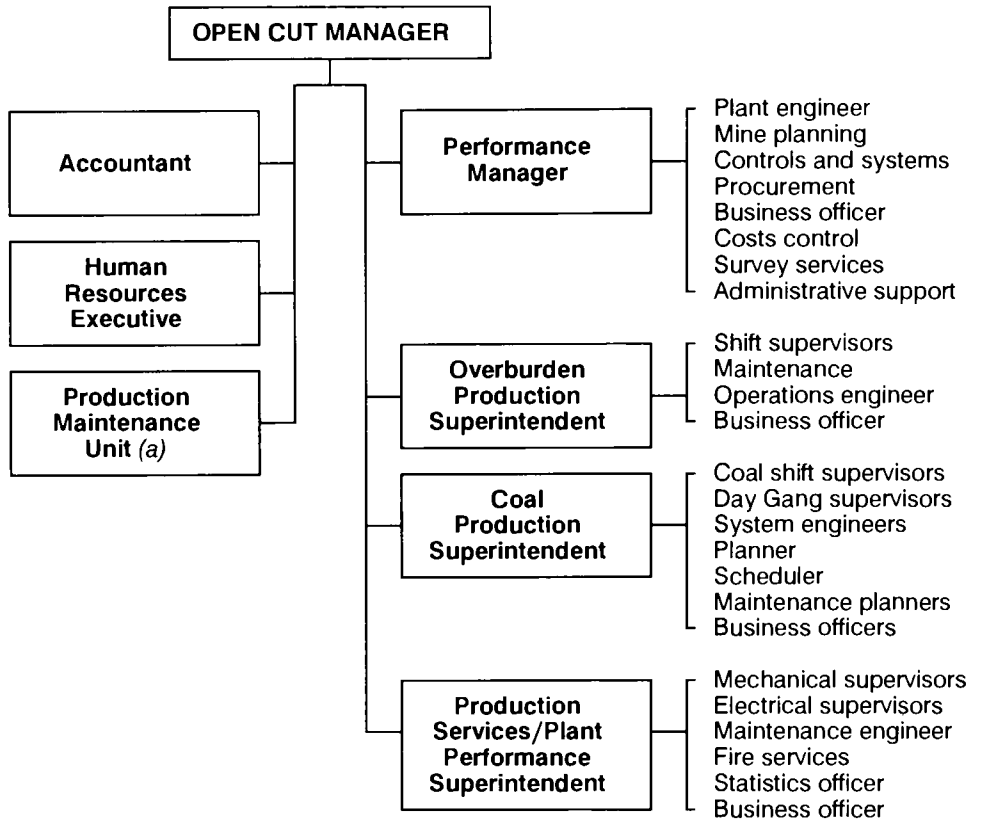 OPEN CUT MANAGER
Accountant
Human
Resources
Executive
Production
Maintenance
Unit (a)
Performance
Manager
Plant engineer
Mine planning
Controls and systems
Procurement
Business officer
Costs control
Survey services
Administrative support
Overburden
Production
Superintendent
Shift supervisors
Maintenance
Operations engineer
Business officer
Coal
Production
Superintendent
Coal shift supervisors
Day Gang supervisors
System engineers
Planner
Scheduler
Maintenance planners
Business officers
Production
Services/Plant
Performance
Superintendent
Mechanical supervisors
Electrical supervisors
Maintenance engineer
Fire services
Statistics officer
Business officer